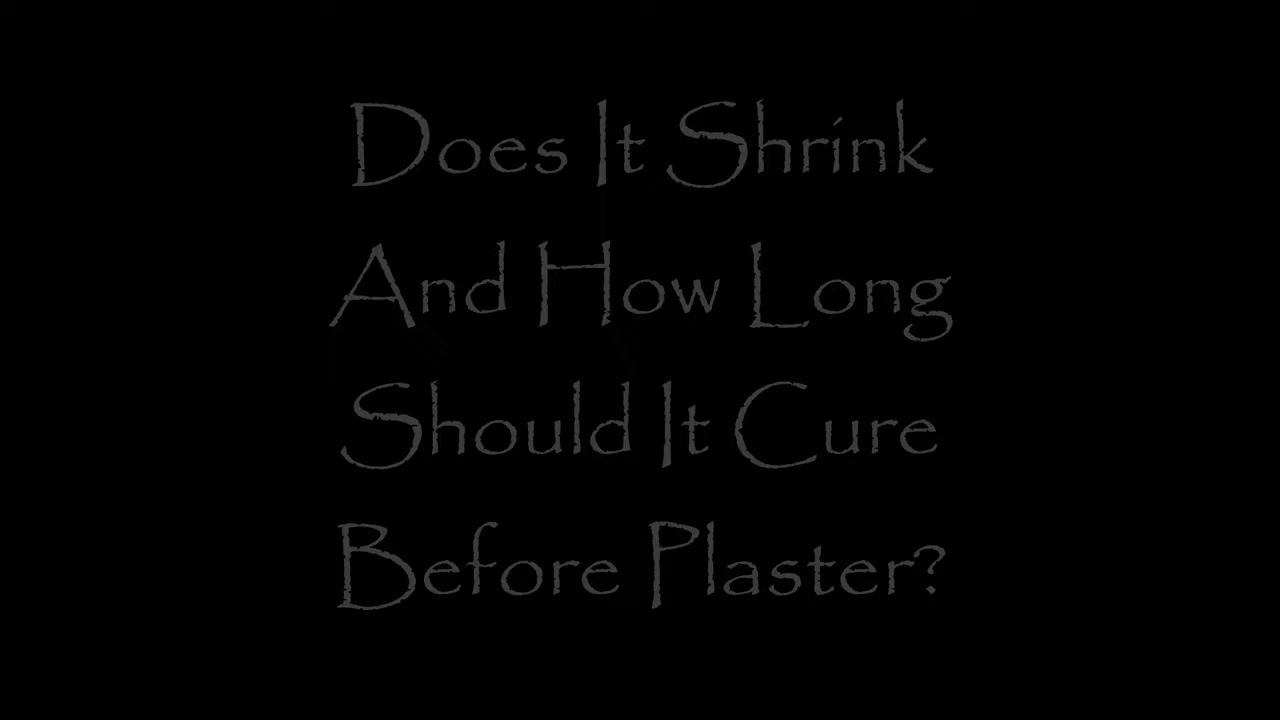 Does It Shrink
And How Long
Should It Cure
Before Plaster?